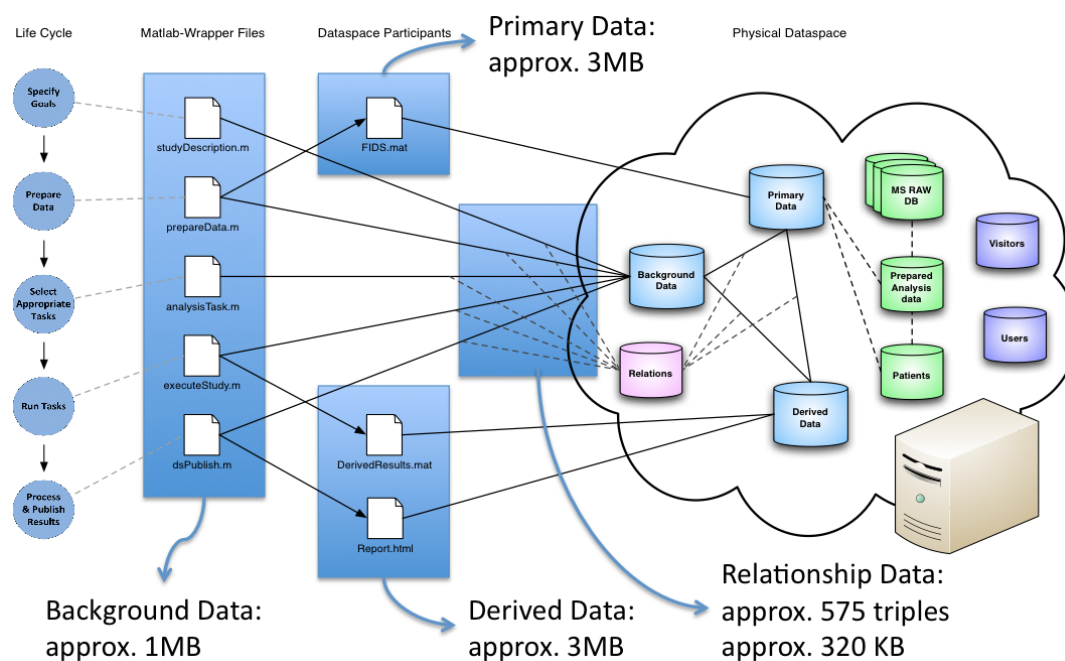 Life Cycle
Matlab-Wrapper Files
Dataspace Participants
Primary Data:
approx. 3MB
Physical Dataspace
Specify
Goals
Prepare
Data
Select
Appropriate
Tasks
Run Tasks
Process
& Publish
Results
studyDescription.m
prepareData.m
analysisTask.m
executeStudy.m
dsPublish.m
FIDS.mat
DerivedResults.mat
Report.html
Primary
Data
Background
Data
Relations
Derived
Data
MS RAW
DB
Prepared
Analysis
data
Patients
Visitors
Users
Background Data:
approx. 1MB
Derived Data:
approx. 3MB
Relationship Data:
approx. 575 triples
approx. 320 KB